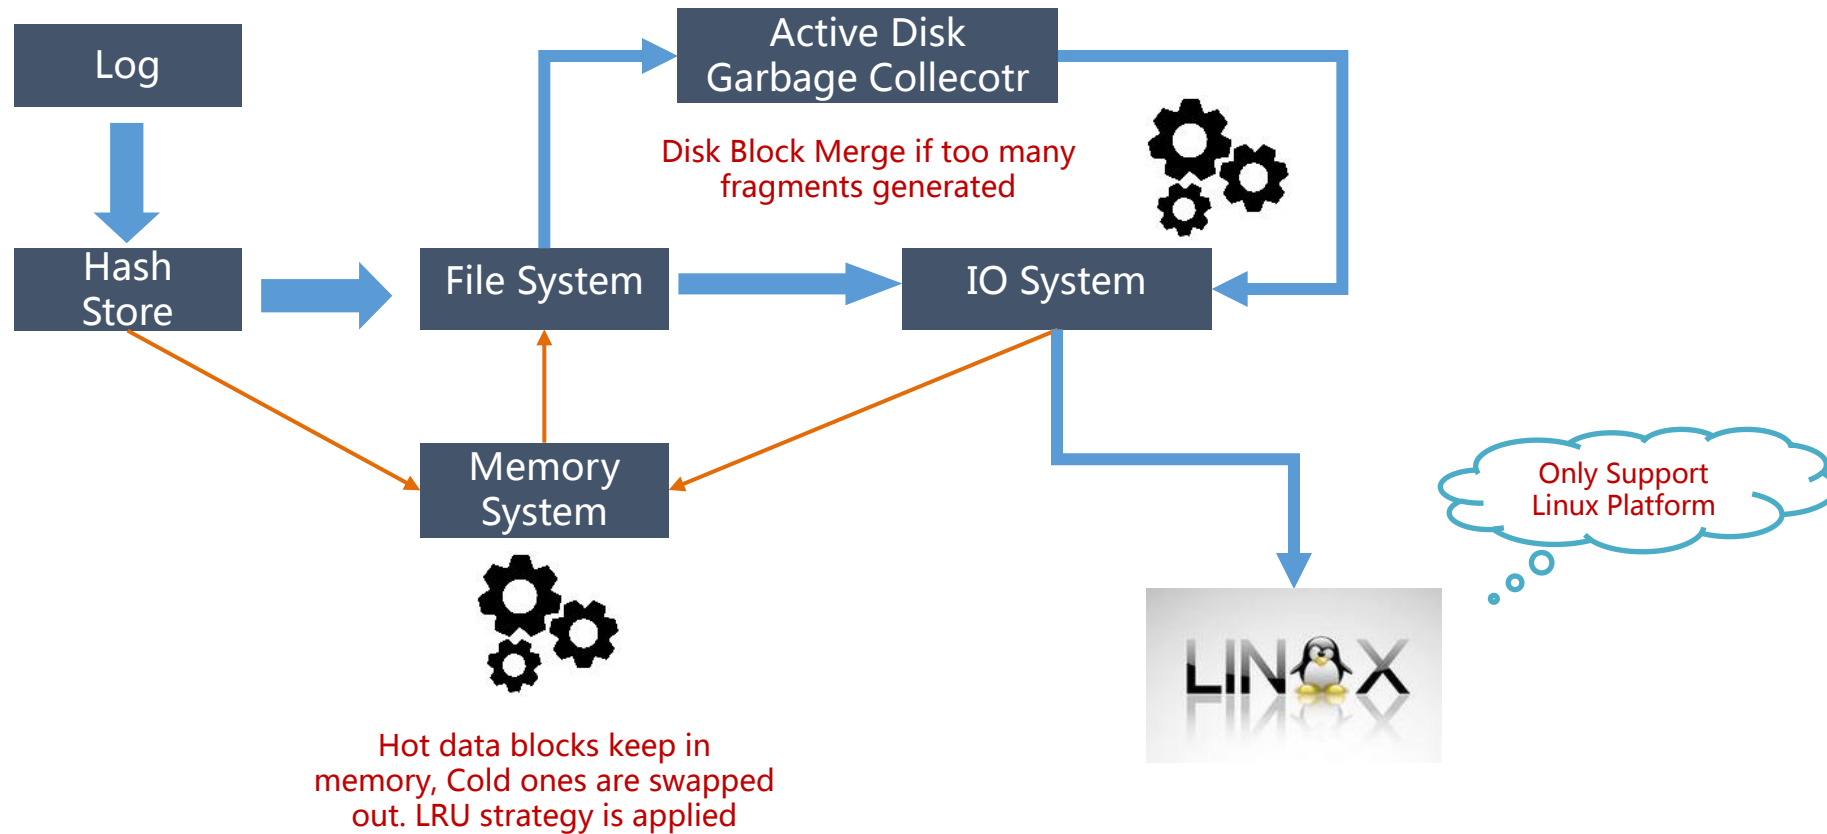 Log
Active Disk
Garbage Collecotr
Disk Block Merge if too many
fragments generated
Hash
Store
File System
IO System
Memory
System
Only Support
Linux Platform
LINUX
Hot data blocks keep in
memory, Cold ones are swapped
out. LRU strategy is applied